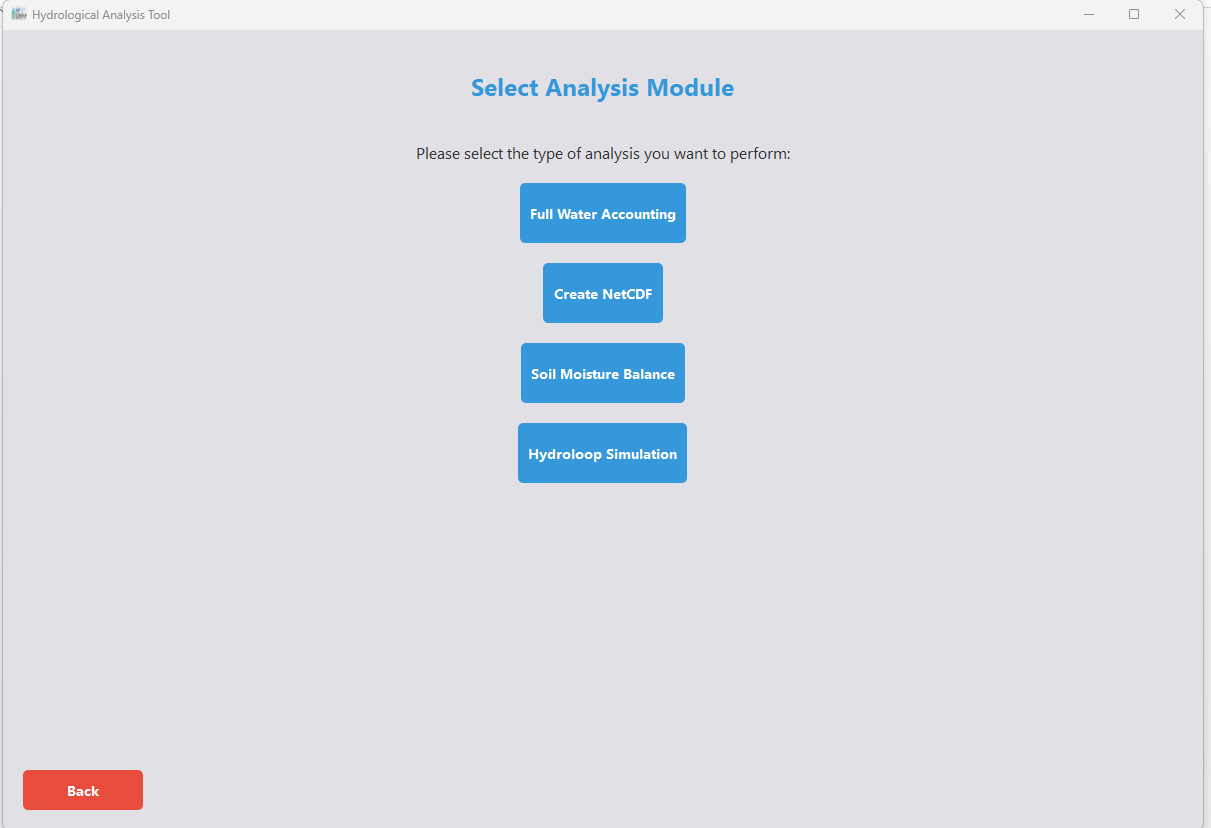 Hydrological Analysis Tool
Select Analysis Module
Please select the type of analysis you want to perform:
Full Water Accounting
Create NetCDF
Soil Moisture Balance
Hydroloop Simulation
Back